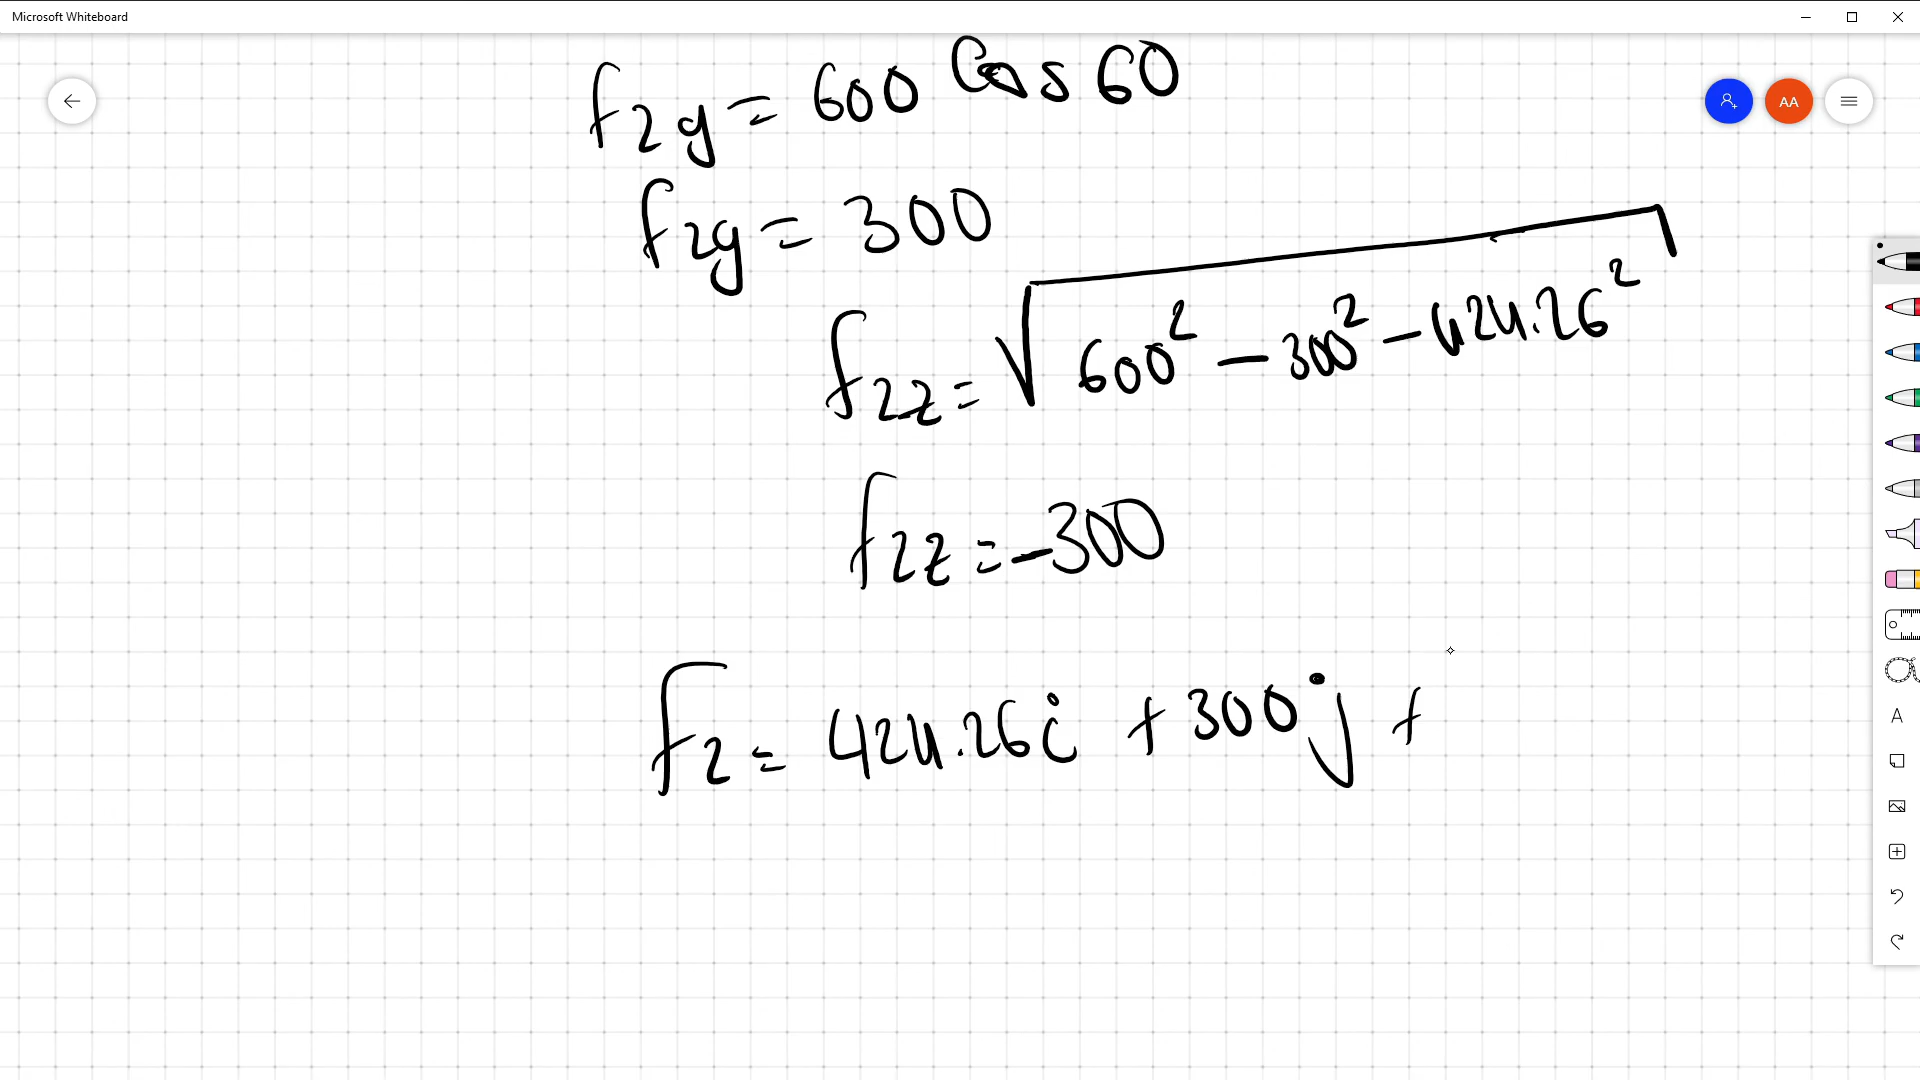 Microsoft Whiteboard
AA
f2y = 600 Cos 60
f2y = 300
f2z = √600² – 300² – 424.26²
f2z = –300
F2 = 424.26i + 300j +
A